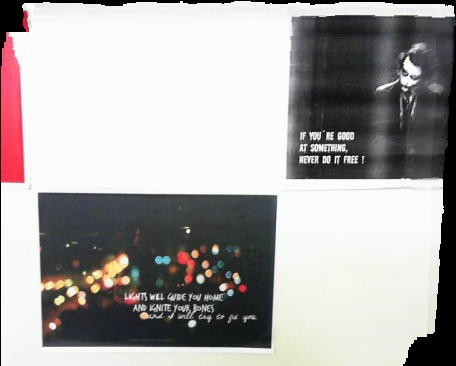 IF YOU´RE GOOD
AT SOMETHING,
NEVER DO IT FREE !
LIGHTS WILL GUIDE YOU HOME
AND IGNITE YOUR BONES
and I will try to fix you